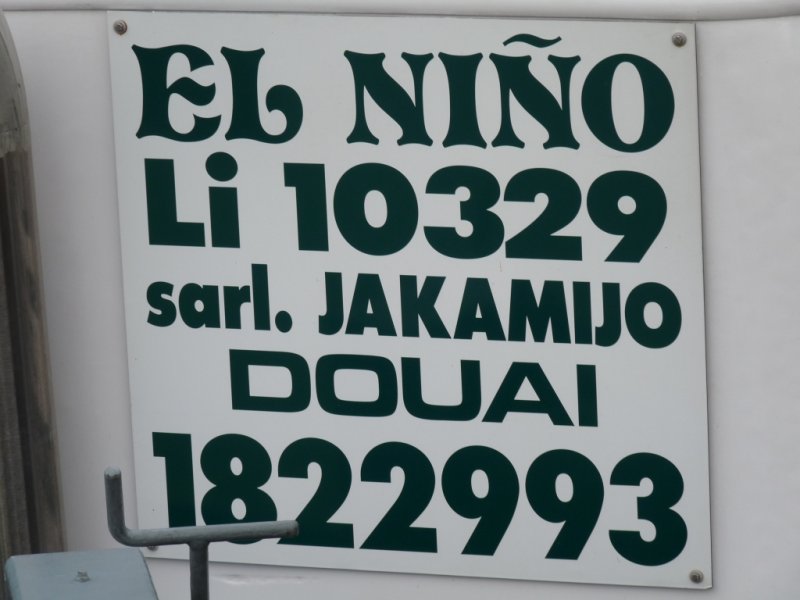 EL NIÑO
Li 10329
sarl. JAKAMIJO
DOUAI
1822993